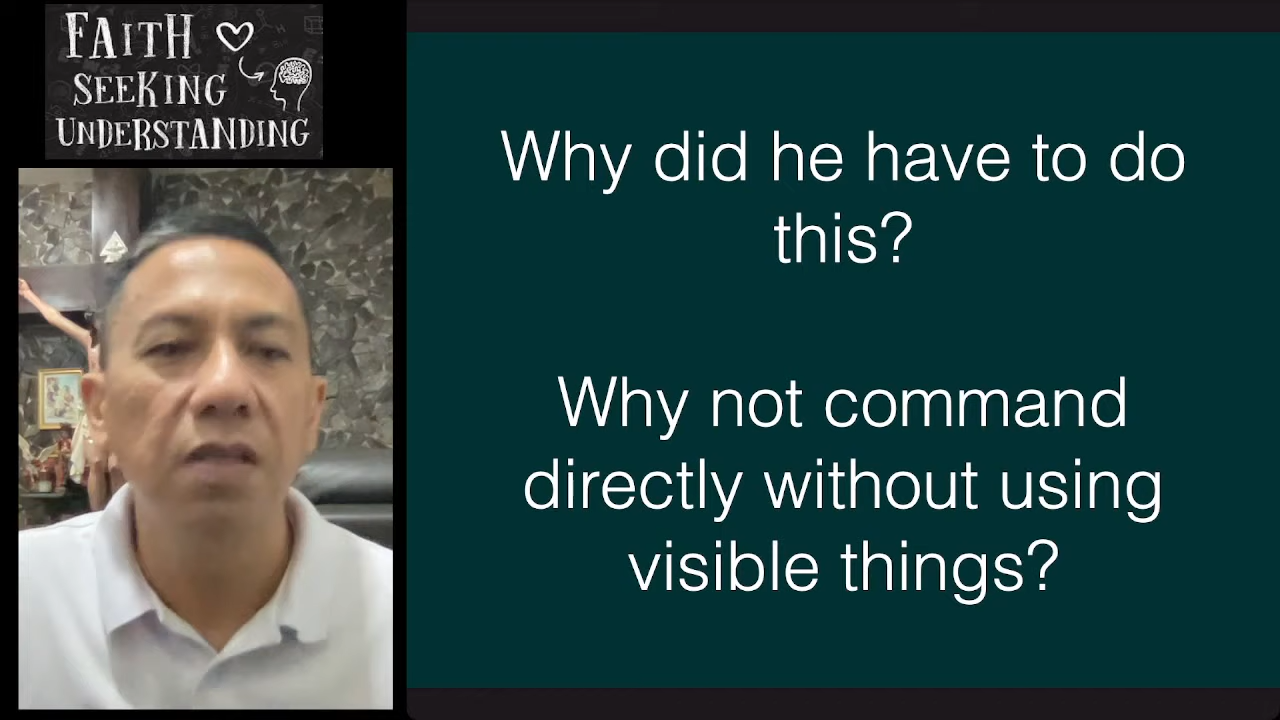 FAITH
SEEKING
UNDERSTANDING
Why did he have to do
this?
Why not command
directly without using
visible things?